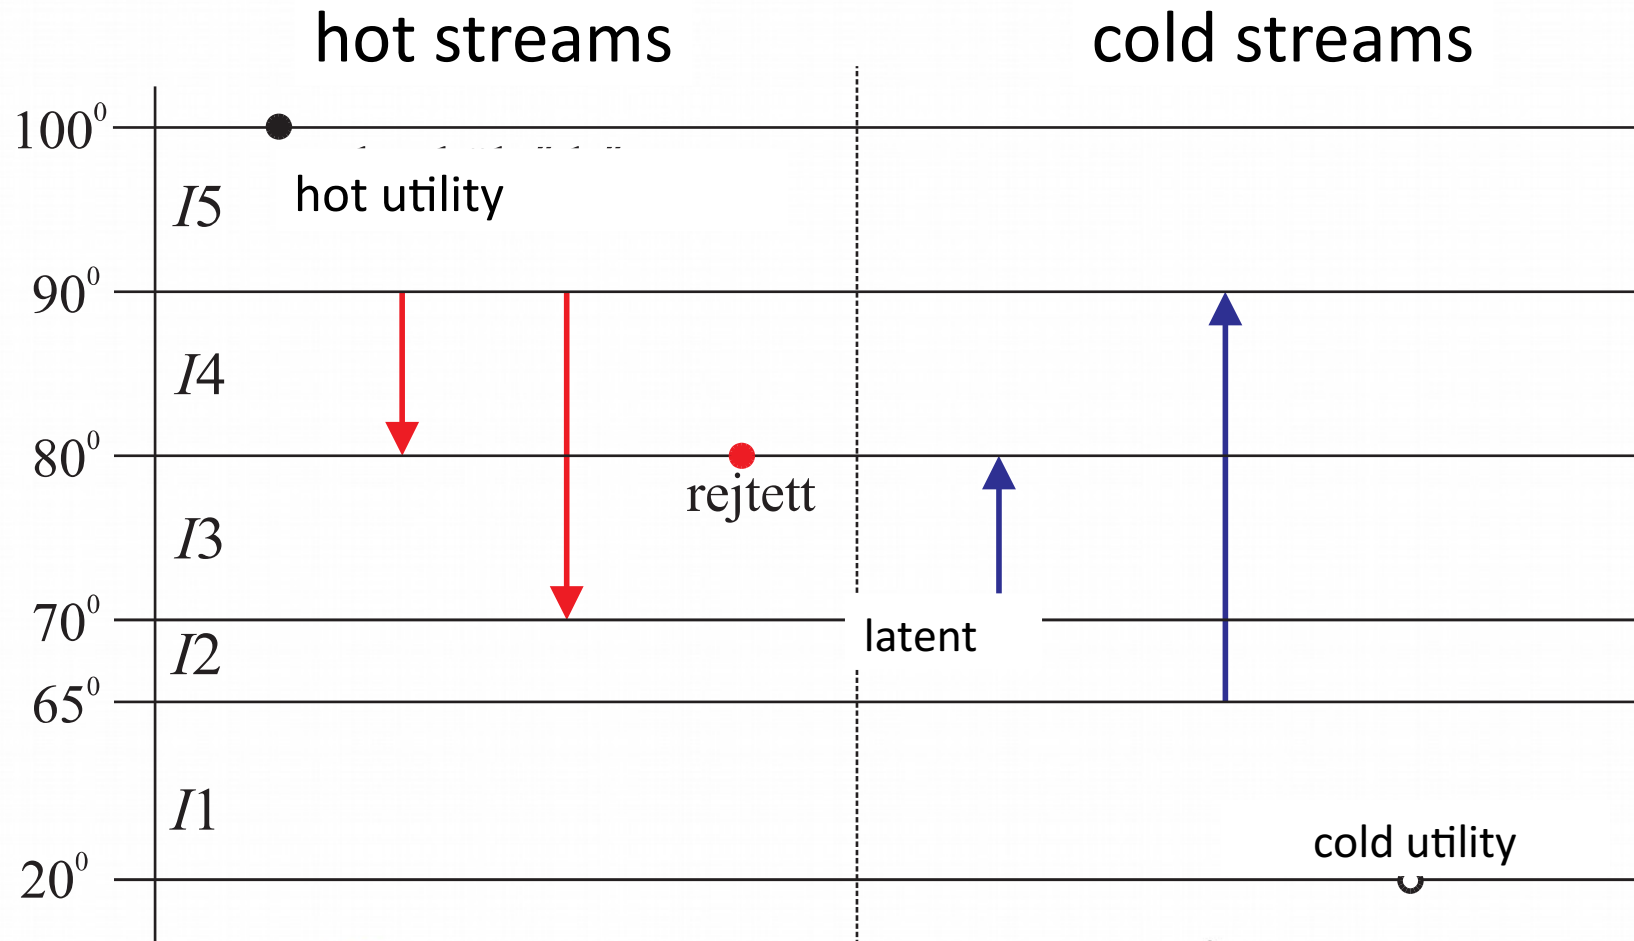 hot streams
cold streams
100⁰
hot utility
I5
90⁰
I4
80⁰
rejtett
I3
70⁰
latent
I2
65⁰
I1
cold utility
20⁰